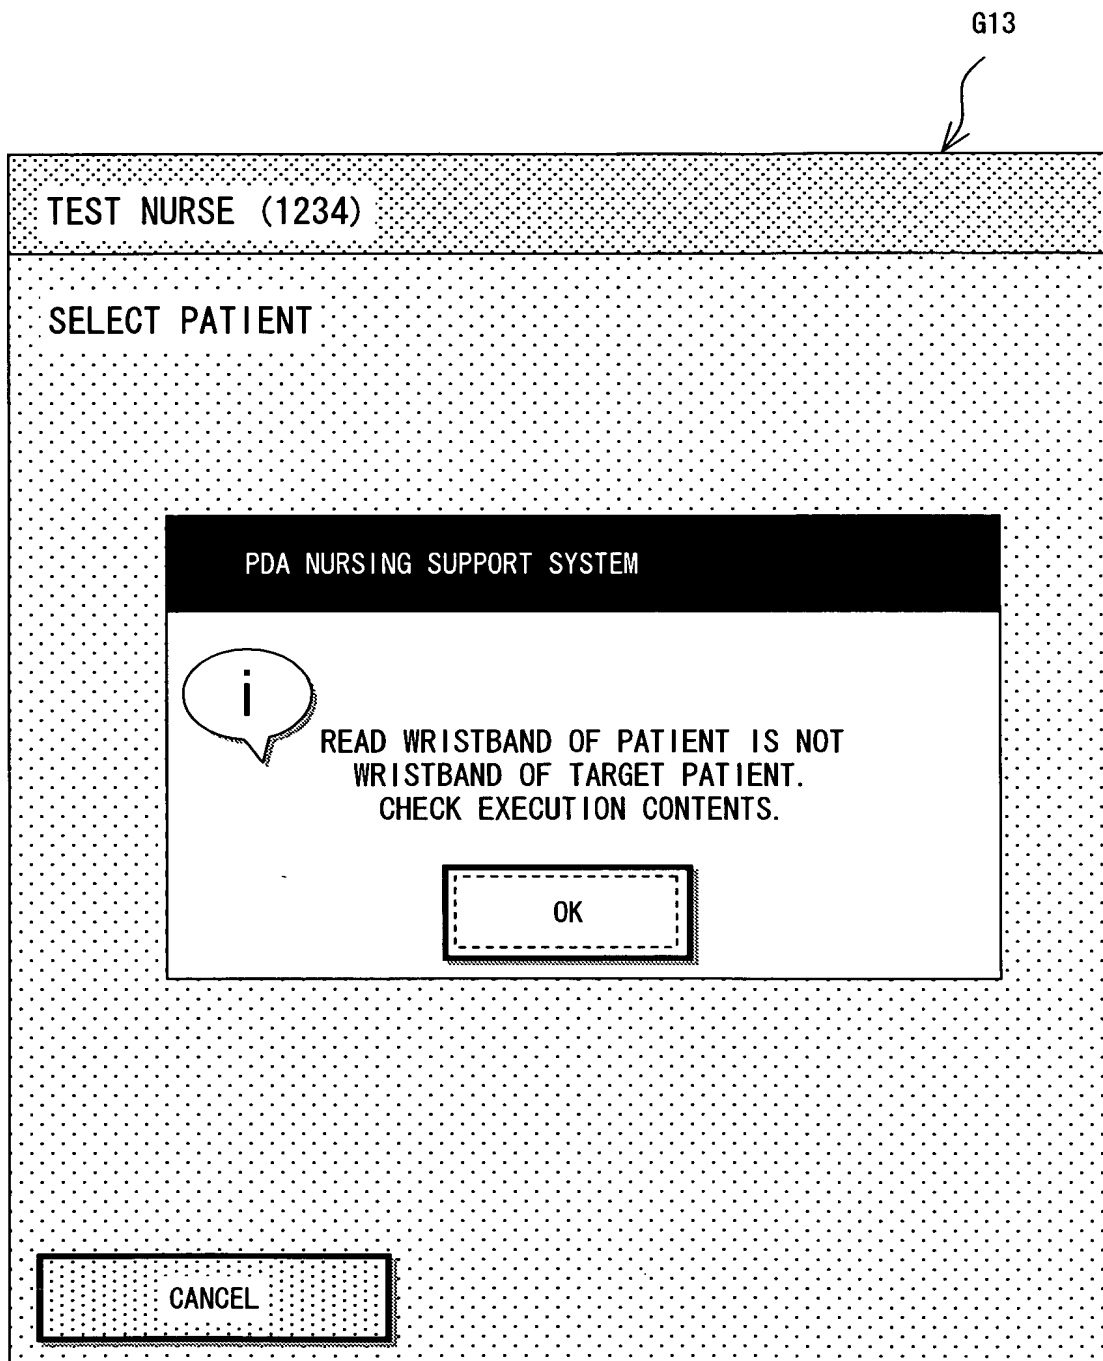 G13
TEST NURSE (1234)
SELECT PATIENT
PDA NURSING SUPPORT SYSTEM
i
READ WRISTBAND OF PATIENT IS NOT
WRISTBAND OF TARGET PATIENT.
CHECK EXECUTION CONTENTS.
OK
CANCEL